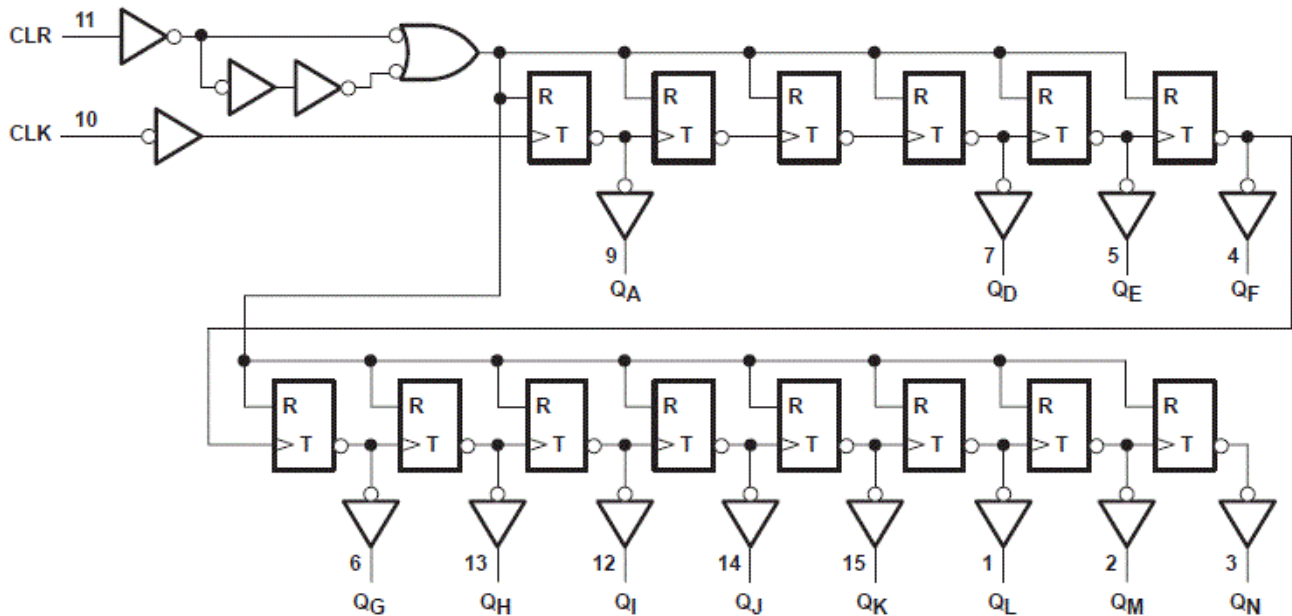 CLR 11
R R R R R R
CLK 10
T T T T T T
9 7 5 4
QA QD QE QF
R R R R R R R R
T T T T T T T T
6 13 12 14 15 1 2 3
QG QH QI QJ QK QL QM QN